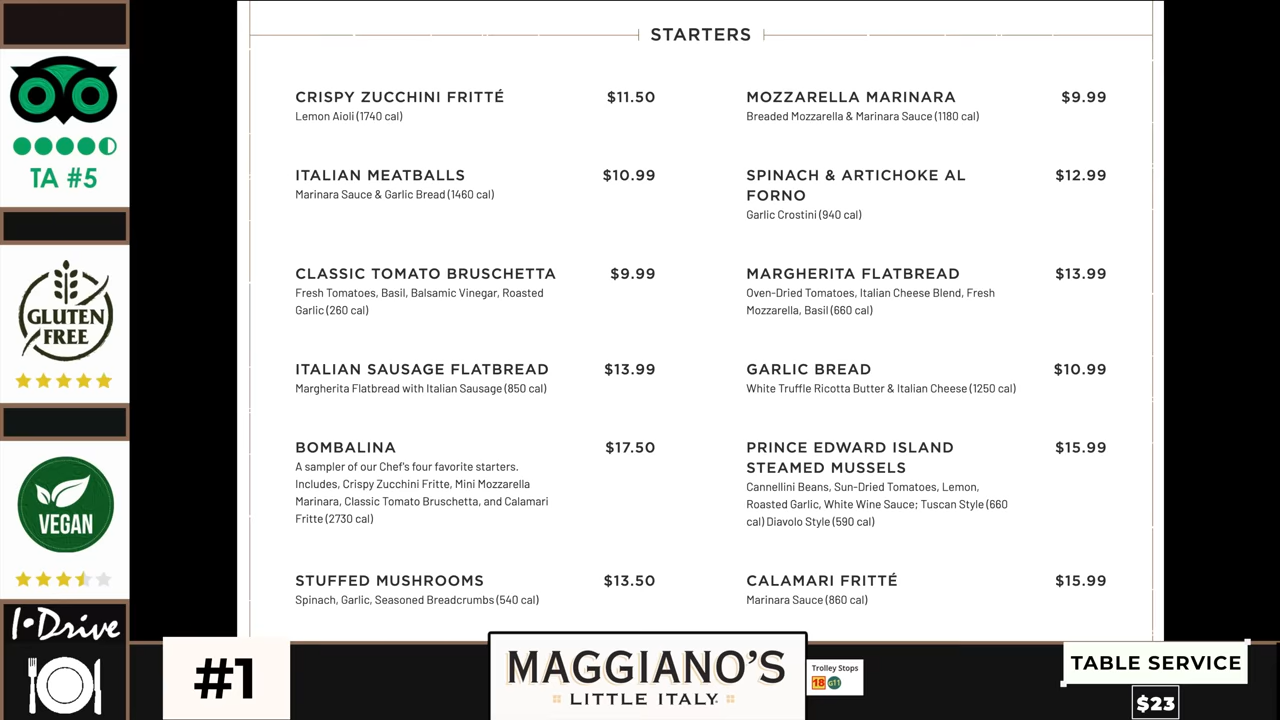 STARTERS
CRISPY ZUCCHINI FRITTÉ $11.50
Lemon Aioli (1740 cal)
ITALIAN MEATBALLS $10.99
Marinara Sauce & Garlic Bread (1460 cal)
CLASSIC TOMATO BRUSCHETTA $9.99
Fresh Tomatoes, Basil, Balsamic Vinegar, Roasted
Garlic (260 cal)
ITALIAN SAUSAGE FLATBREAD $13.99
Margherita Flatbread with Italian Sausage (850 cal)
BOMBALINA $17.50
A sampler of our Chef's four favorite starters.
Includes, Crispy Zucchini Fritte, Mini Mozzarella
Marinara, Classic Tomato Bruschetta, and Calamari
Fritte (2730 cal)
STUFFED MUSHROOMS $13.50
Spinach, Garlic, Seasoned Breadcrumbs (540 cal)
MOZZARELLA MARINARA $9.99
Breaded Mozzarella & Marinara Sauce (1180 cal)
SPINACH & ARTICHOKE AL $12.99
FORNO
Garlic Crostini (940 cal)
MARGHERITA FLATBREAD $13.99
Oven-Dried Tomatoes, Italian Cheese Blend, Fresh
Mozzarella, Basil (660 cal)
GARLIC BREAD $10.99
White Truffle Ricotta Butter & Italian Cheese (1250 cal)
PRINCE EDWARD ISLAND $15.99
STEAMED MUSSELS
Cannellini Beans, Sun-Dried Tomatoes, Lemon,
Roasted Garlic, White Wine Sauce; Tuscan Style (660
cal) Diavolo Style (590 cal)
CALAMARI FRITTÉ $15.99
Marinara Sauce (860 cal)
TA #5
GLUTEN
FREE
VEGAN
I•Drive
#1
MAGGIANO'S
LITTLE ITALY
Trolley Stops
18 G11
TABLE SERVICE
$23